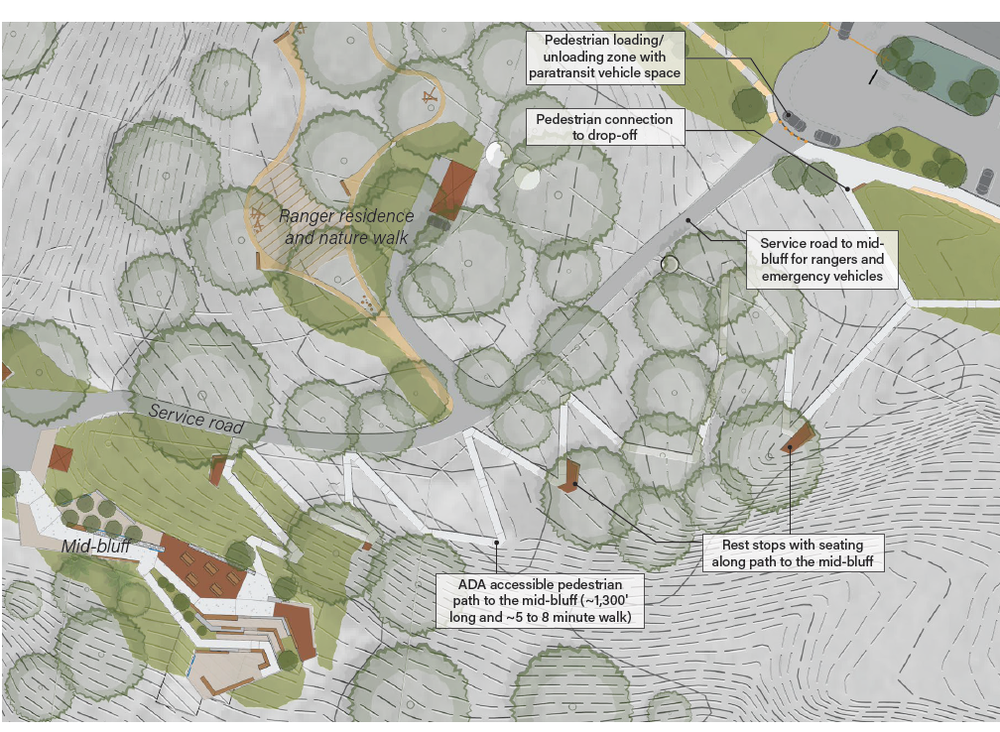 Pedestrian loading/
unloading zone with
paratransit vehicle space
Pedestrian connection
to drop-off
Ranger residence
and nature walk
Service road to mid-
bluff for rangers and
emergency vehicles
Service road
Mid-bluff
Rest stops with seating
along path to the mid-bluff
ADA accessible pedestrian
path to the mid-bluff (~1,300'
long and ~5 to 8 minute walk)